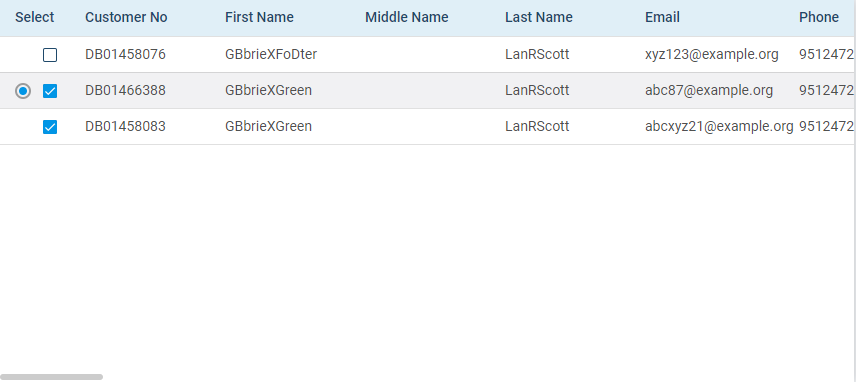 Select Customer No First Name Middle Name Last Name Email Phone
DB01458076 GBbrieXFoDter LanRScott xyz123@example.org 9512472
DB01466388 GBbrieXGreen LanRScott abc87@example.org 9512472
DB01458083 GBbrieXGreen LanRScott abcxyz21@example.org 9512472